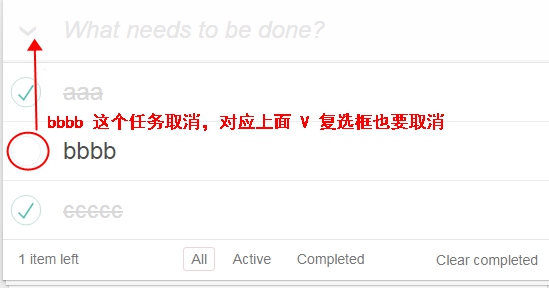 What needs to be done?
aaa
bbbb 这个任务取消，对应上面 V 复选框也要取消
bbbb
ccccc
1 item left All Active Completed Clear completed